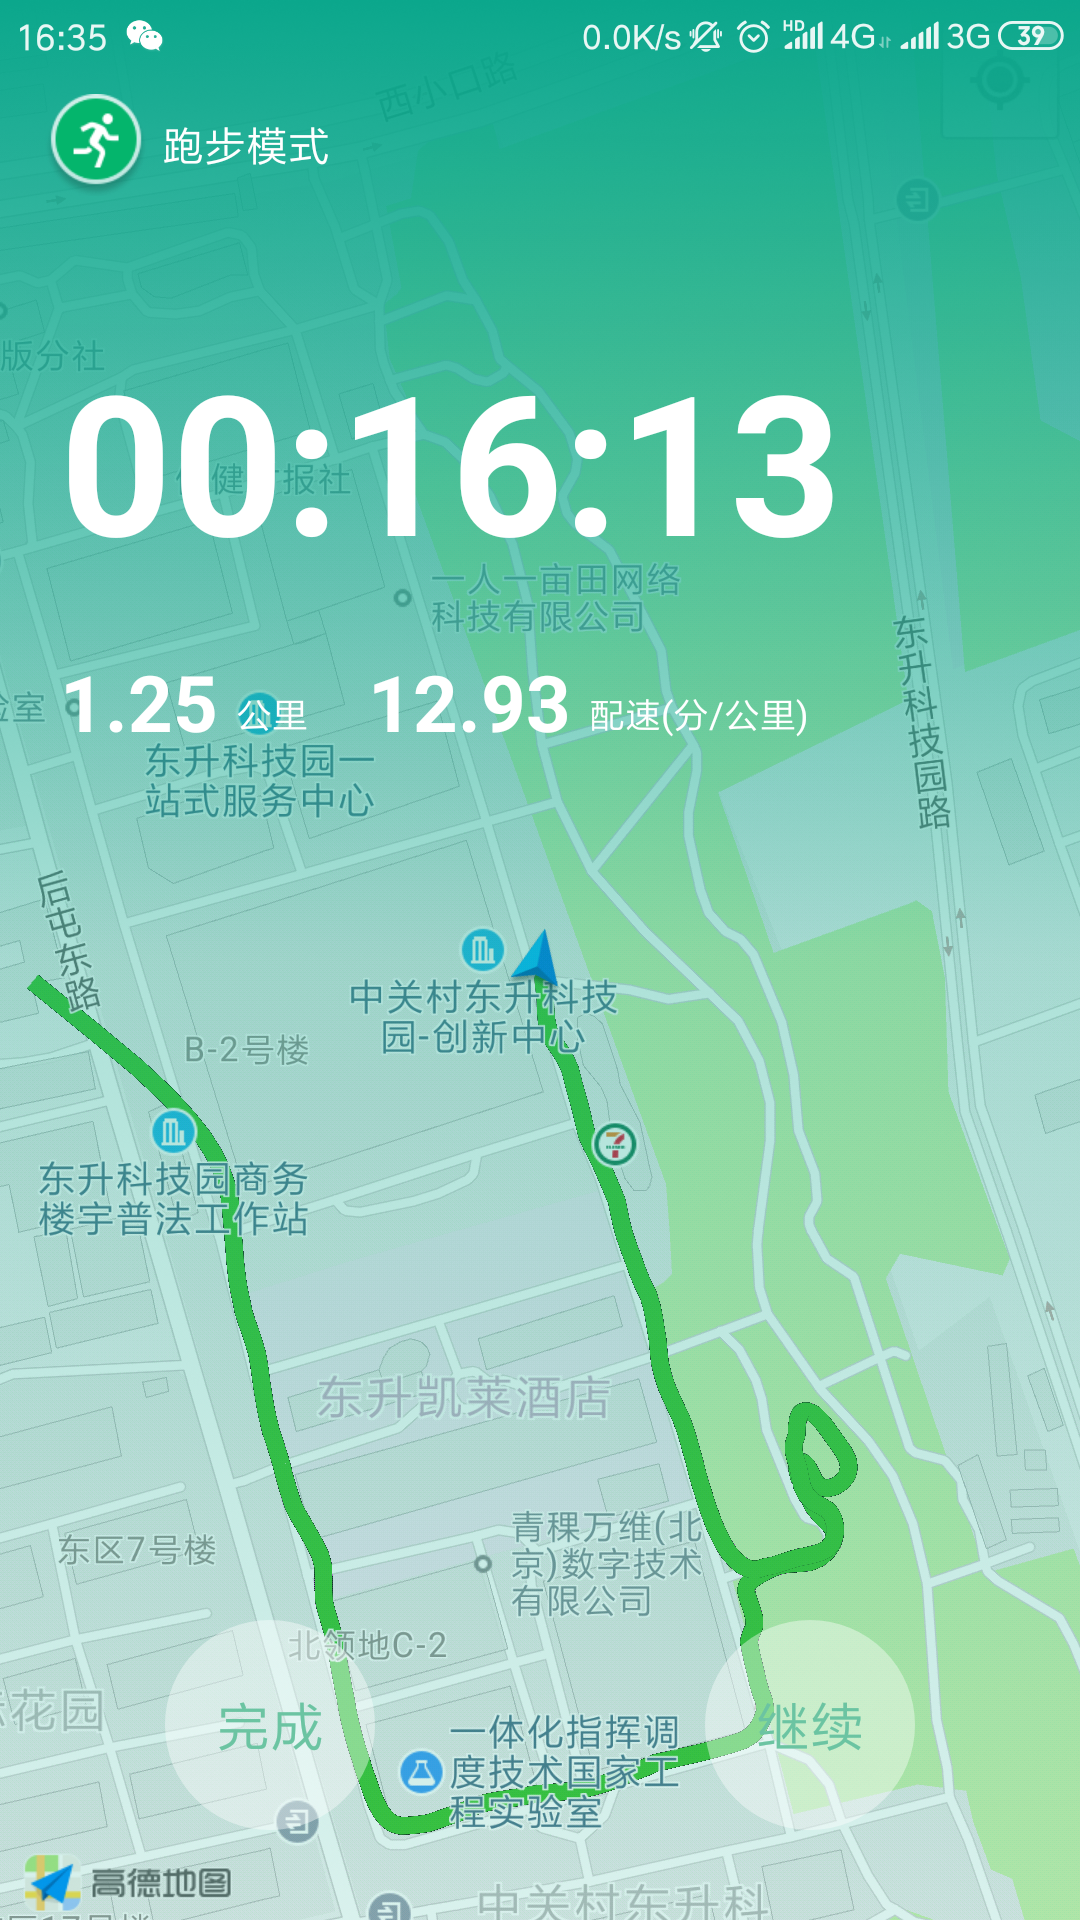 16:35
0.0K/s HD 4G 3G 39
西小口路
跑步模式
版分社
00:16:13
健 报社
一人一亩田网络
科技有限公司
东升科技园路
验室
1.25 公里 12.93 配速(分/公里)
东升科技园一
站式服务中心
后屯东路
中关村东升科技
园-创新中心
B-2号楼
东升科技园商务
楼宇普法工作站
东升凯莱酒店
青稞万维(北
京)数字技术
有限公司
东区7号楼
北领地C-2
花园
完成
继续
一体化指挥调
度技术国家工
程实验室
高德地图
中关村东升科